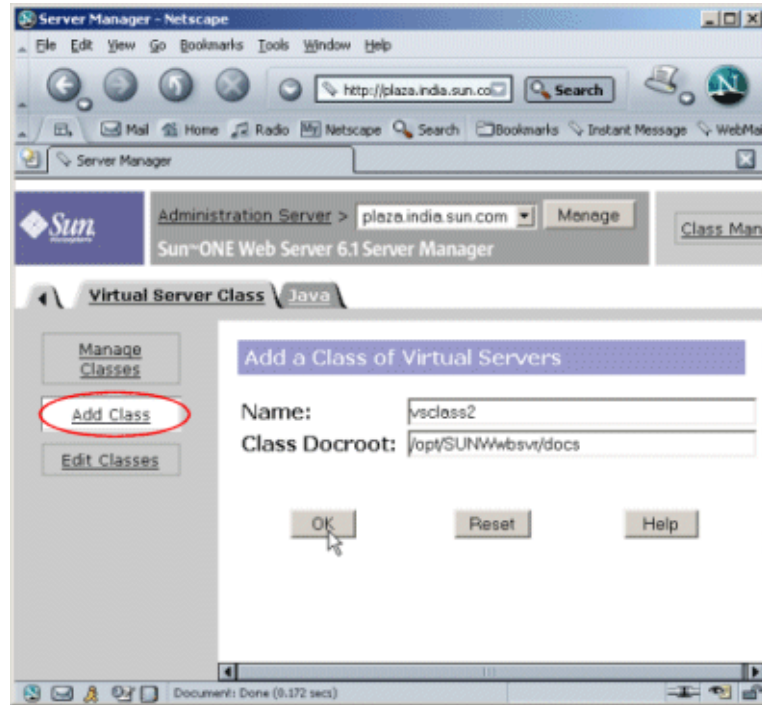 Server Manager - Netscape
File Edit View Go Bookmarks Tools Window Help
http://plaza.india.sun.co Search
Mail Home Radio My Netscape Search Bookmarks Instant Message WebMai
Server Manager
Sun Administration Server > plaza.india.sun.com Manage Class Man
Sun ONE Web Server 6.1 Server Manager
Virtual Server Class Java
Manage Classes
Add Class
Edit Classes
Add a Class of Virtual Servers
Name: vsclass2
Class Docroot: /opt/SUNWwbsvr/docs
OK Reset Help
Document: Done (0.172 secs)